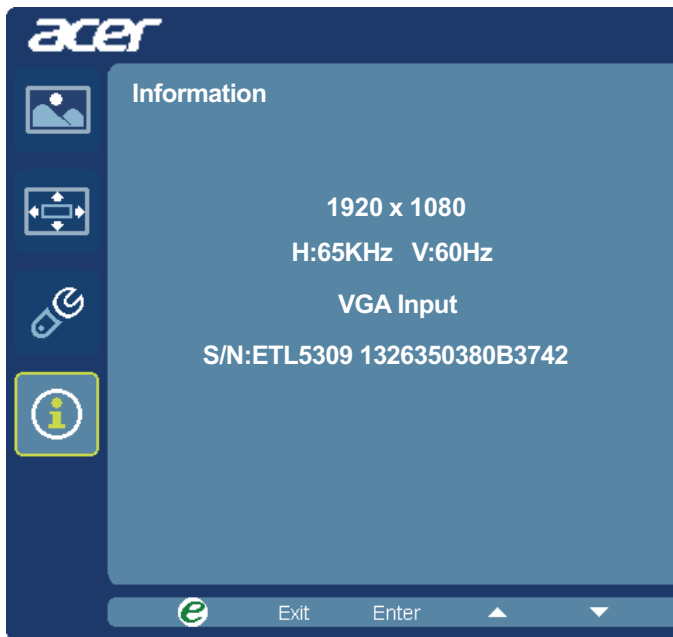 acer
Information
1920 x 1080
H:65KHz V:60Hz
VGA Input
S/N:ETL5309 1326350380B3742
e Exit Enter